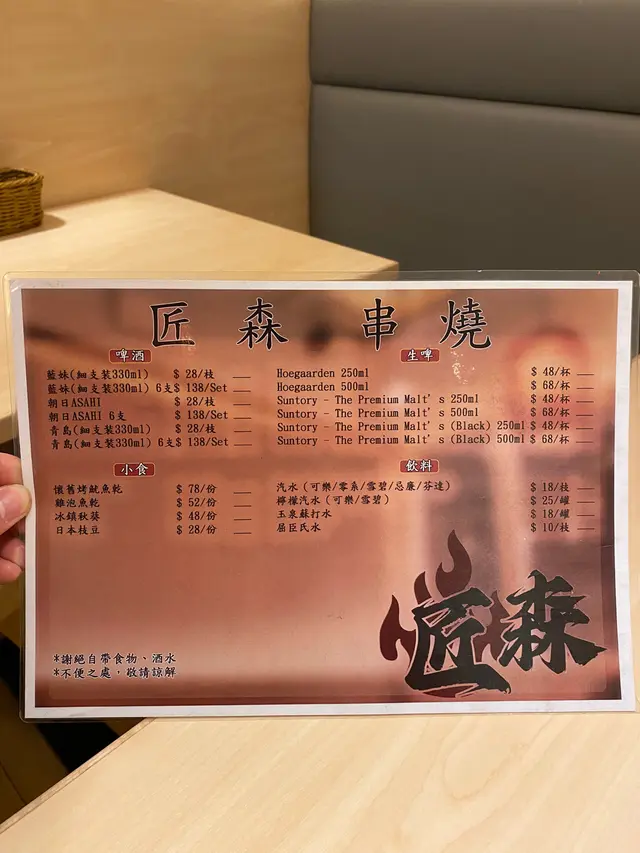 匠森串燒
啤酒
藍妹(細支裝330ml) $ 28/枝
藍妹(細支裝330ml) 6支 $ 138/Set
朝日ASAHI $ 28/枝
朝日ASAHI 6支 $ 138/Set
青島(細支裝330ml) $ 28/枝
青島(細支裝330ml) 6支 $ 138/Set
生啤
Hoegaarden 250ml $ 48/杯
Hoegaarden 500ml $ 68/杯
Suntory - The Premium Malt's 250ml $ 48/杯
Suntory - The Premium Malt's 500ml $ 68/杯
Suntory - The Premium Malt's (Black) 250ml $ 48/杯
Suntory - The Premium Malt's (Black) 500ml $ 68/杯
小食
懷舊烤魷魚乾 $ 78/份
雞泡魚乾 $ 52/份
冰鎮秋葵 $ 48/份
日本枝豆 $ 28/份
飲料
汽水(可樂/零系/雪碧/忌廉/芬達) $ 18/枝
檸檬汽水(可樂/雪碧) $ 25/罐
玉泉蘇打水 $ 18/罐
屈臣氏水 $ 10/枝
*謝絕自帶食物、酒水
*不便之處，敬請諒解
匠森